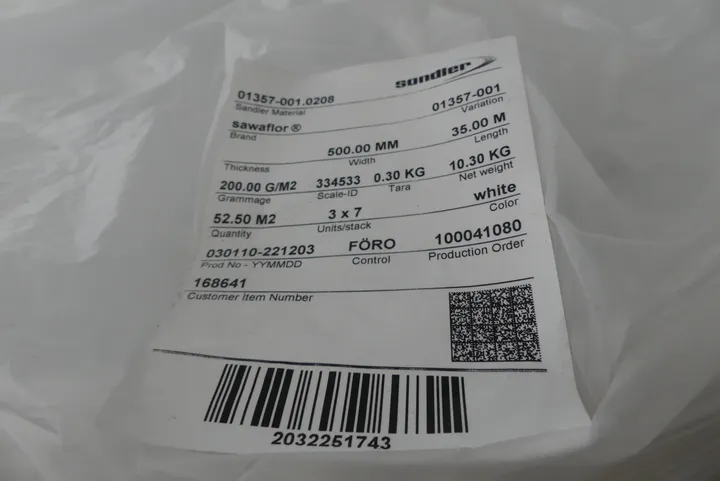 sandler
01357-001.0208 01357-001
Sandler Material Variation
sawaflor ® 500.00 MM 35.00 M
Brand Width Length
Thickness
200.00 G/M2 334533 0.30 KG 10.30 KG
Grammage Scale-ID Tara Net weight
52.50 M2 3 x 7 white
Quantity Units/stack Color
030110-221203 FÖRO 100041080
Prod No - YYMMDD Control Production Order
168641
Customer Item Number
2032251743